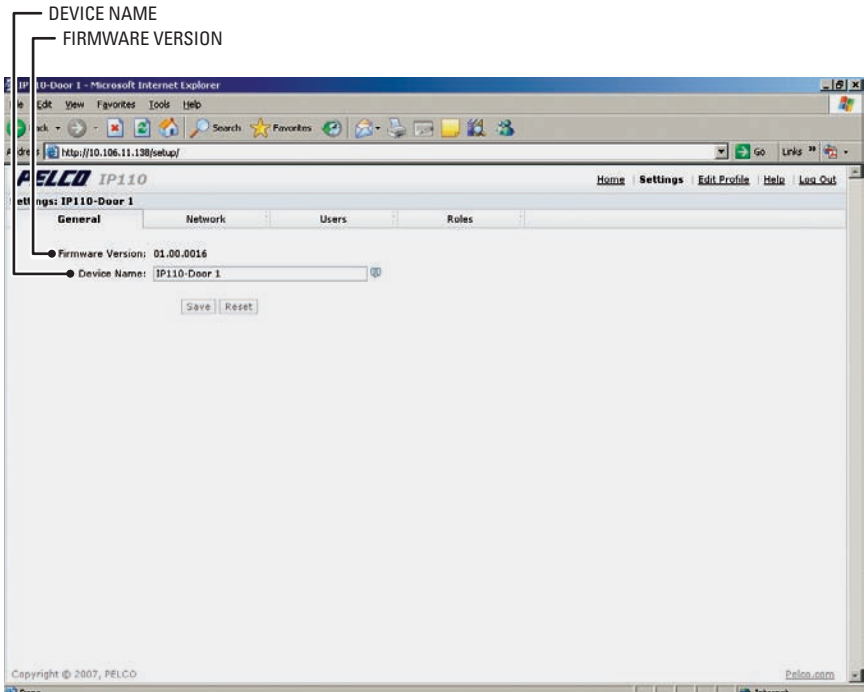 DEVICE NAME
FIRMWARE VERSION
IP110-Door 1 - Microsoft Internet Explorer
Edit View Favorites Tools Help
Search Favorites
http://10.106.11.138/setup/ Go Links »
PELCO IP110 Home Settings Edit Profile Help Log Out
Settings: IP110-Door 1
General Network Users Roles
Firmware Version: 01.00.0016
Device Name: IP110-Door 1
Save Reset
Copyright © 2007, PELCO Pelco.com